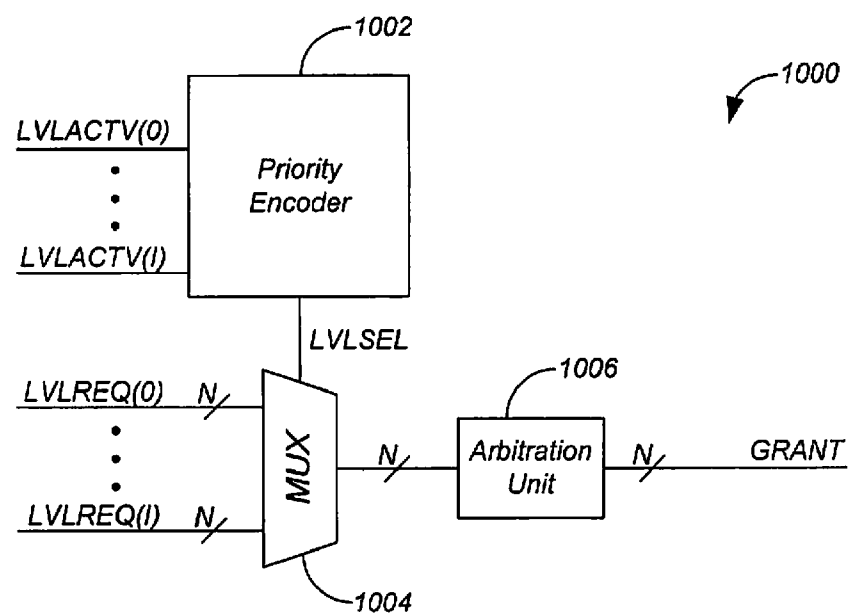 1002
1000
LVLACTV(0)
Priority
Encoder
LVLACTV(I)
LVLSEL
LVLREQ(0)
N
1006
MUX
N
Arbitration
Unit
N
GRANT
LVLREQ(I)
N
1004